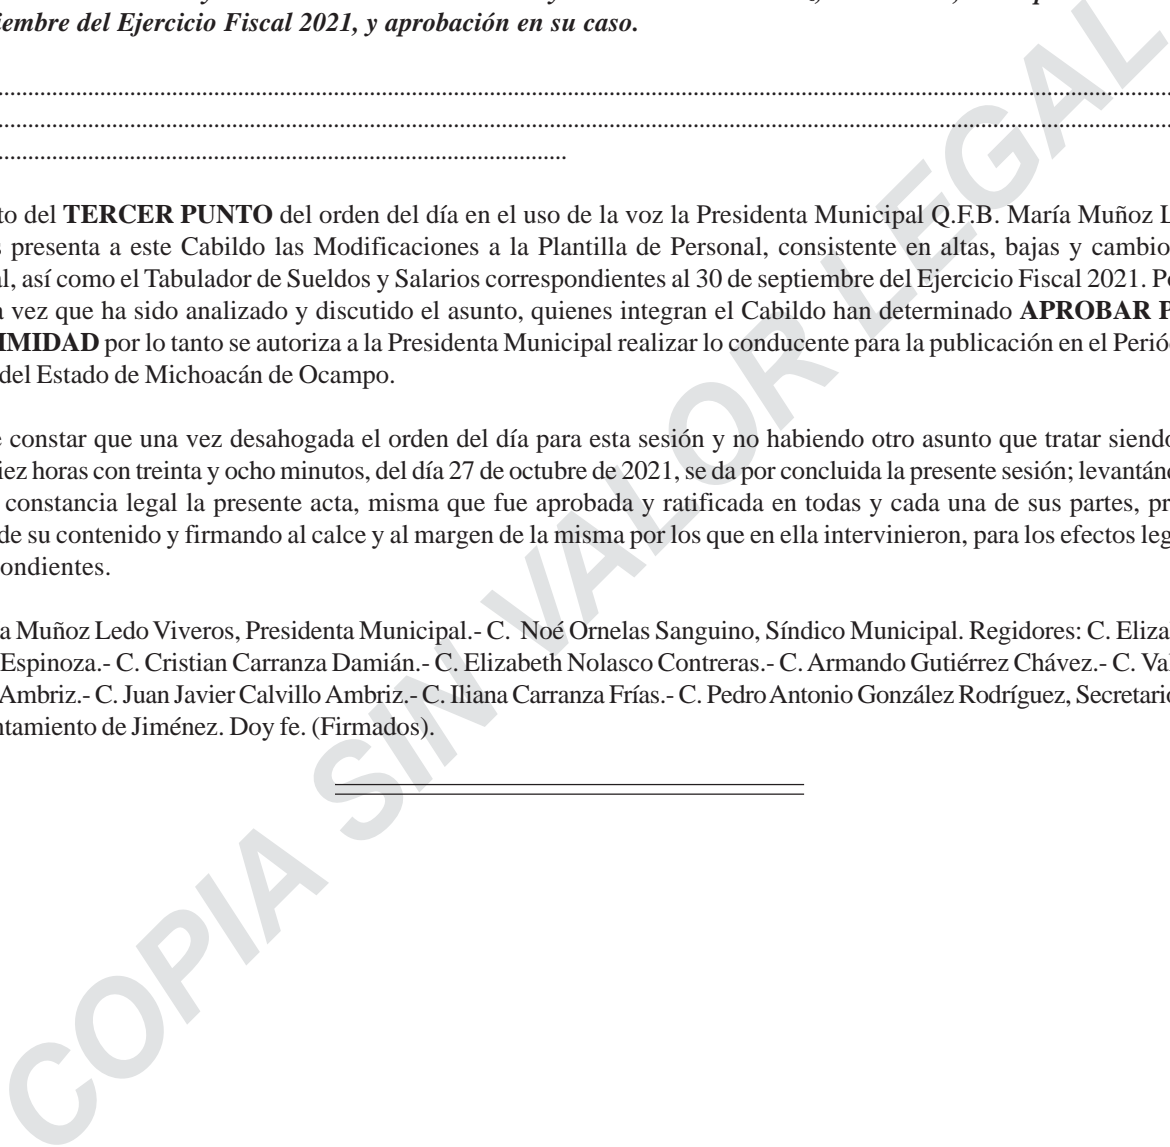 iembre del Ejercicio Fiscal 2021, y aprobación en su caso.
..........................................................................................................................
..........................................................................................................................
..........................................................................................
to del TERCER PUNTO del orden del día en el uso de la voz la Presidenta Municipal Q.F.B. María Muñoz L
s presenta a este Cabildo las Modificaciones a la Plantilla de Personal, consistente en altas, bajas y cambio
al, así como el Tabulador de Sueldos y Salarios correspondientes al 30 de septiembre del Ejercicio Fiscal 2021. Po
a vez que ha sido analizado y discutido el asunto, quienes integran el Cabildo han determinado APROBAR P
IMIDAD por lo tanto se autoriza a la Presidenta Municipal realizar lo conducente para la publicación en el Perió
del Estado de Michoacán de Ocampo.
e constar que una vez desahogada el orden del día para esta sesión y no habiendo otro asunto que tratar siendo
iez horas con treinta y ocho minutos, del día 27 de octubre de 2021, se da por concluida la presente sesión; levantánd
constancia legal la presente acta, misma que fue aprobada y ratificada en todas y cada una de sus partes, pr
de su contenido y firmando al calce y al margen de la misma por los que en ella intervinieron, para los efectos leg
ondientes.
a Muñoz Ledo Viveros, Presidenta Municipal.- C. Noé Ornelas Sanguino, Síndico Municipal. Regidores: C. Eliza
Espinoza.- C. Cristian Carranza Damián.- C. Elizabeth Nolasco Contreras.- C. Armando Gutiérrez Chávez.- C. Val
Ambriz.- C. Juan Javier Calvillo Ambriz.- C. Iliana Carranza Frías.- C. Pedro Antonio González Rodríguez, Secretario
ntamiento de Jiménez. Doy fe. (Firmados).
COPIA SIN VALOR LEGAL